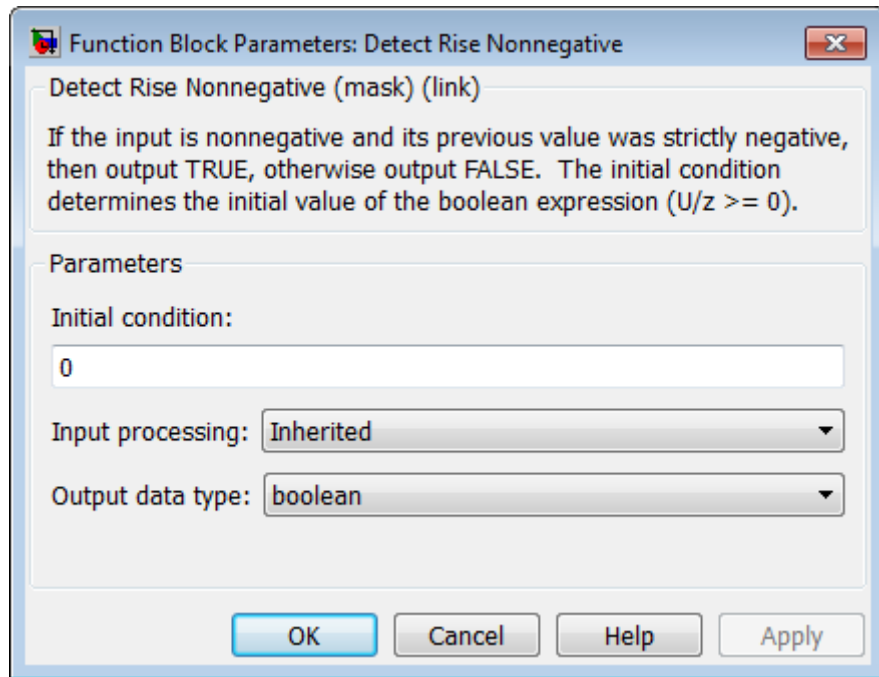 Function Block Parameters: Detect Rise Nonnegative
Detect Rise Nonnegative (mask) (link)
If the input is nonnegative and its previous value was strictly negative,
then output TRUE, otherwise output FALSE.  The initial condition
determines the initial value of the boolean expression (U/z >= 0).
Parameters
Initial condition:
0
Input processing: Inherited
Output data type: boolean
OK Cancel Help Apply